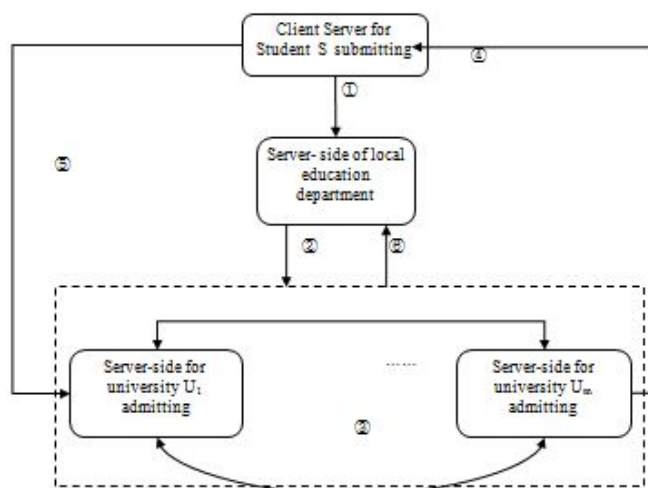 Client Server for
Student S submitting
④
①
⑤
Server- side of local
education
department
②
⑥
Server-side for
university U₁
admitting
……
Server-side for
university Uₘ
admitting
③